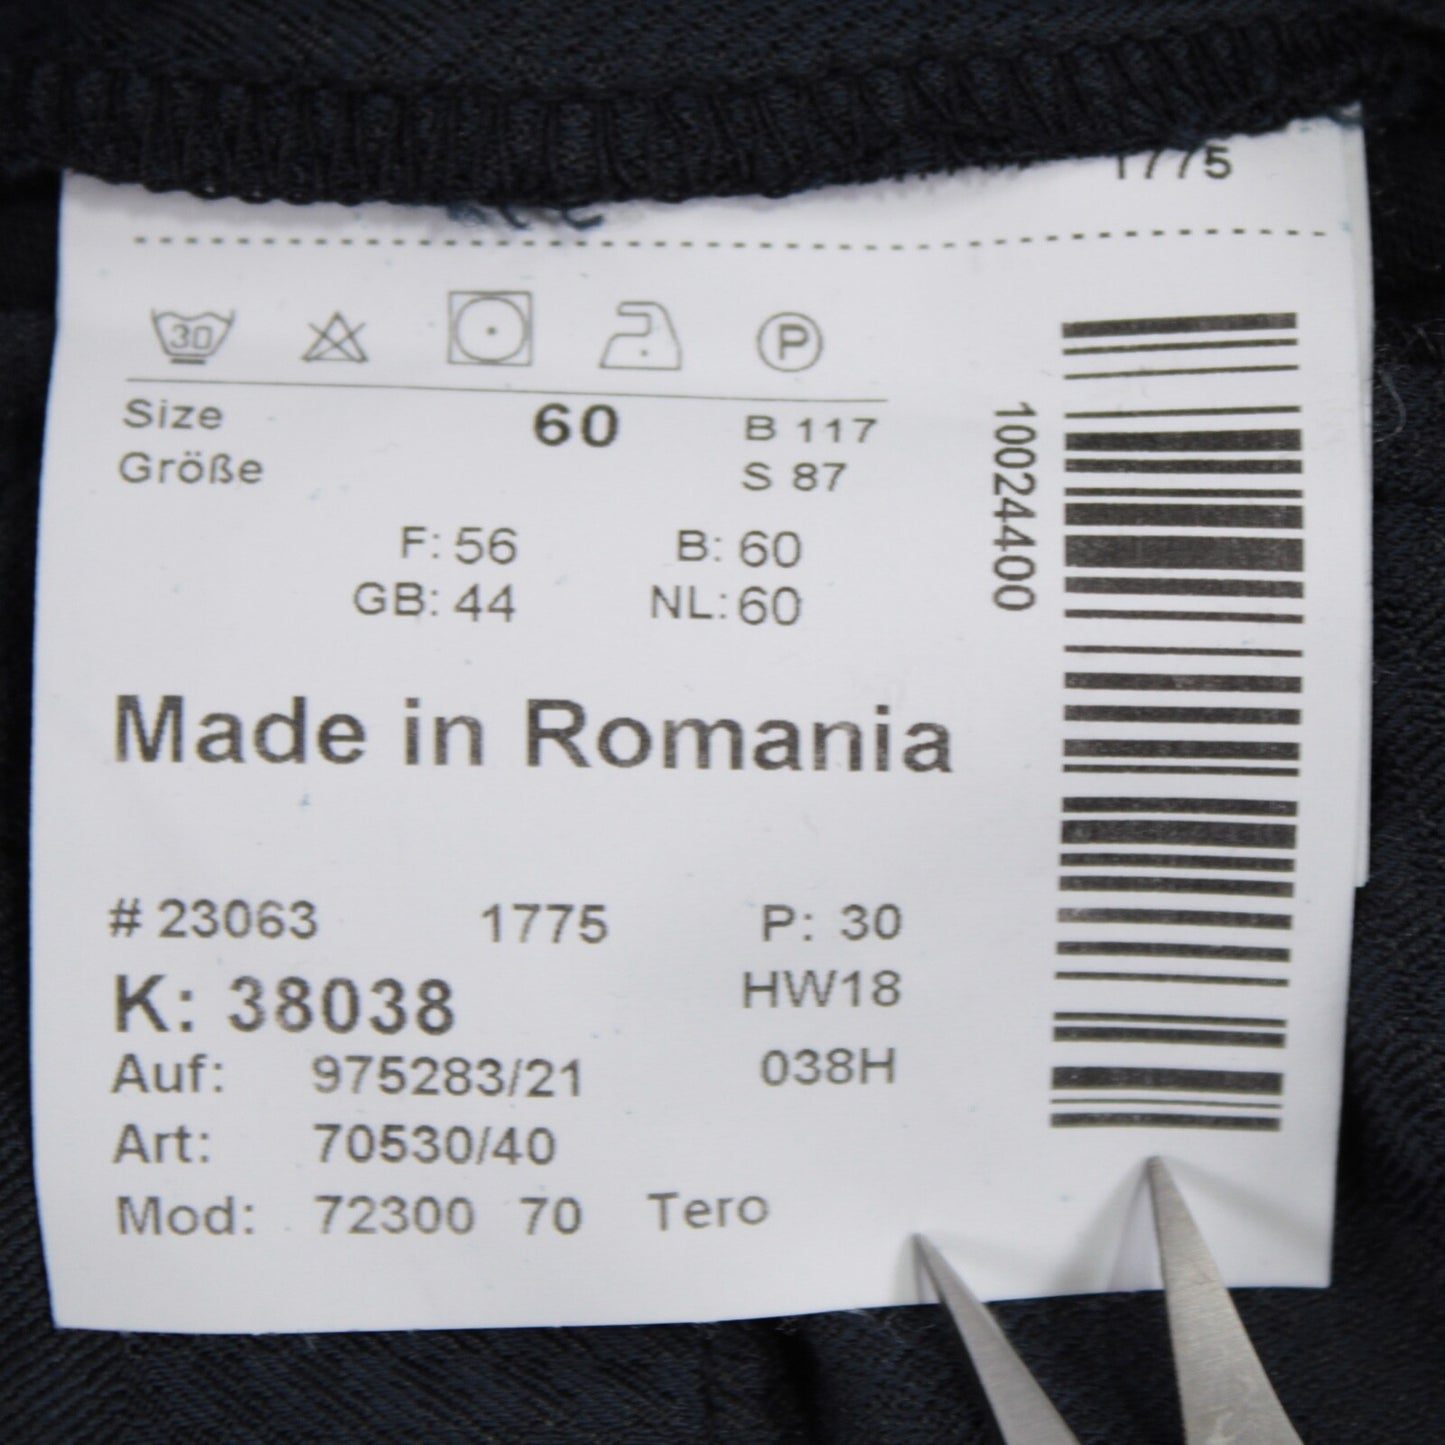 1775
30 P
Size 60 B 117
Größe S 87
F: 56 B: 60
GB: 44 NL: 60
10024400
Made in Romania
# 23063 1775 P: 30
K: 38038 HW18
Auf: 975283/21 038H
Art: 70530/40
Mod: 72300 70 Tero